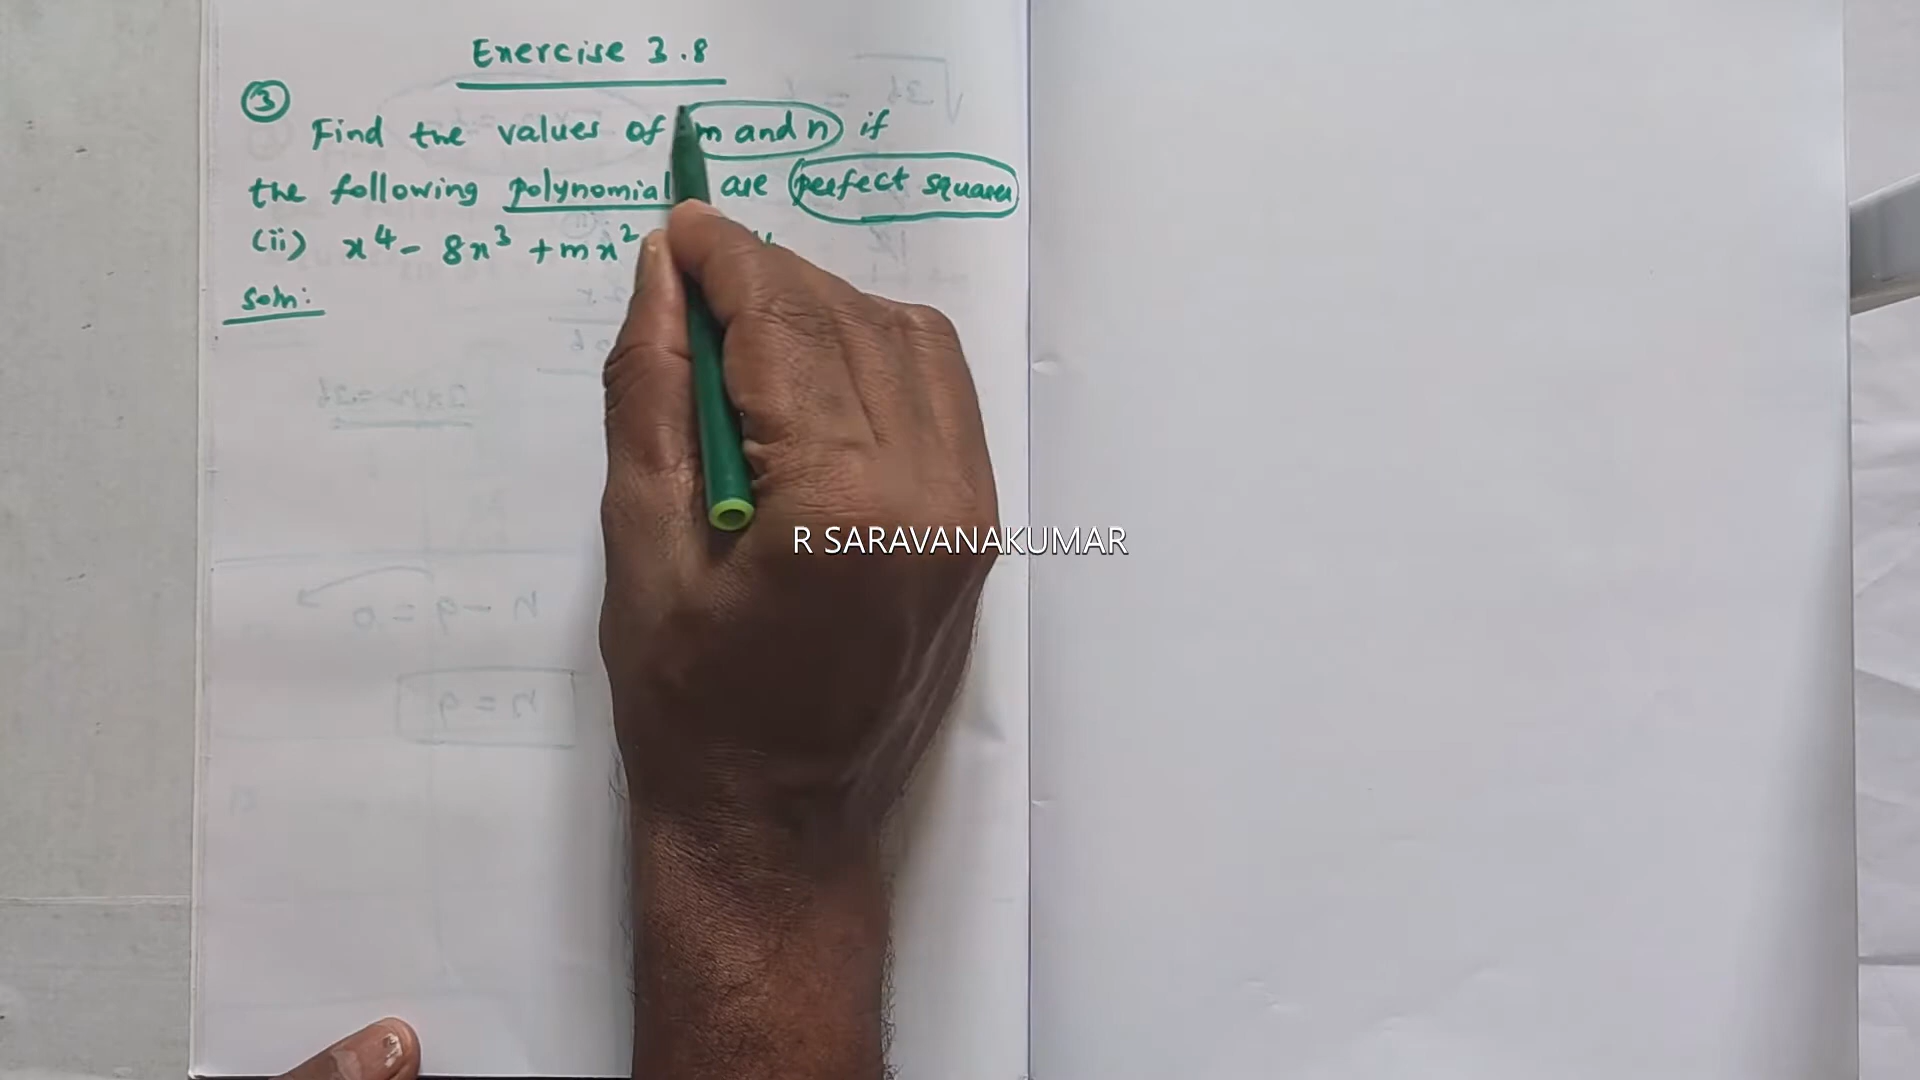 Exercise 3.8
③
Find the values of m and n if
the following polynomial are perfect squares
(ii) x⁴ - 8x³ + mx²
Soln:
R SARAVANAKUMAR